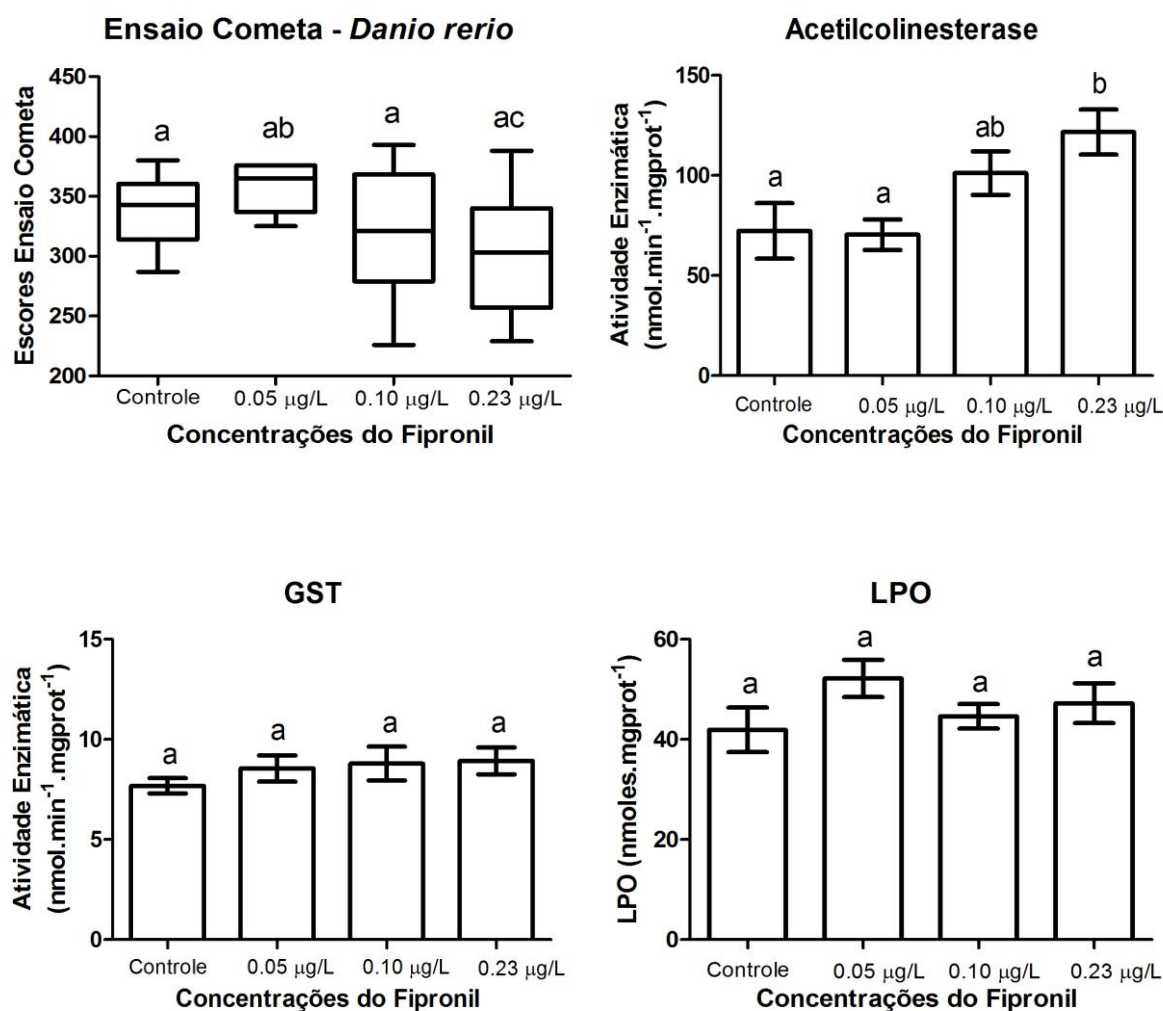 Ensaio Cometa - Danio rerio
Escores Ensaio Cometa
450
400
350
300
250
200
a
ab
a
ac
Controle
0.05 µg/L
0.10 µg/L
0.23 µg/L
Concentrações do Fipronil
Acetilcolinesterase
Atividade Enzimática
(nmol.min⁻¹.mgprot⁻¹)
150
100
50
0
a
a
ab
b
Controle
0.05 µg/L
0.10 µg/L
0.23 µg/L
Concentrações do Fipronil
GST
Atividade Enzimática
(nmol.min⁻¹.mgprot⁻¹)
15
10
5
0
a
a
a
a
Controle
0.05 µg/L
0.10 µg/L
0.23 µg/L
Concentrações do Fipronil
LPO
LPO (nmoles.mgprot⁻¹)
60
40
20
0
a
a
a
a
Controle
0.05 µg/L
0.10 µg/L
0.23 µg/L
Concentrações do Fipronil